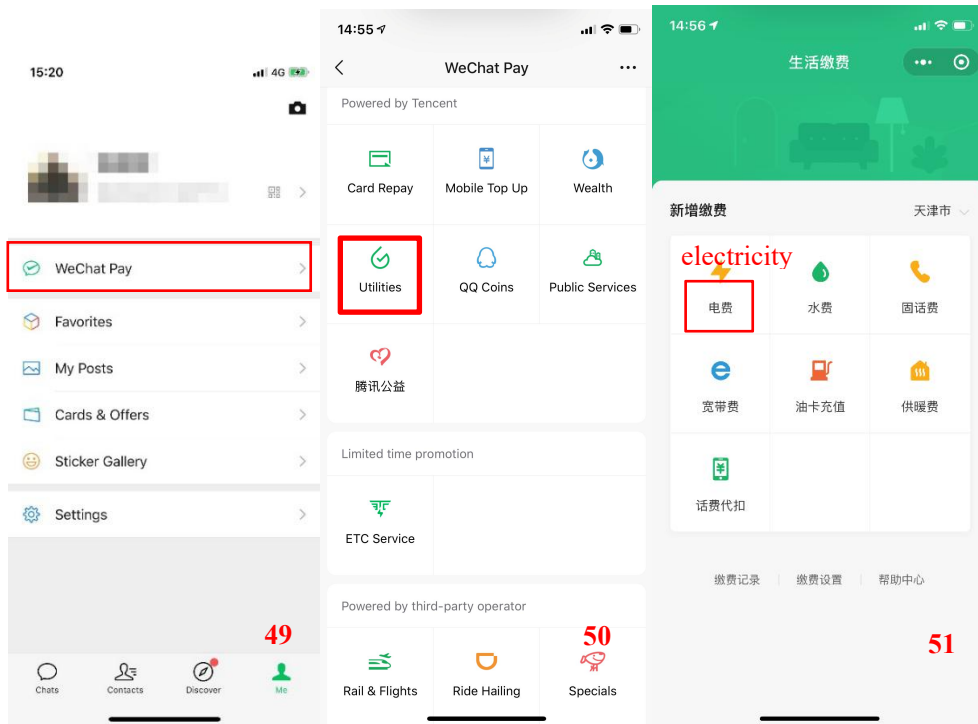 15:20
4G
WeChat Pay
Favorites
My Posts
Cards & Offers
Sticker Gallery
Settings
49
Chats
Contacts
Discover
Me
14:55
WeChat Pay
Powered by Tencent
Card Repay
Mobile Top Up
Wealth
Utilities
QQ Coins
Public Services
腾讯公益
Limited time promotion
ETC Service
Powered by third-party operator
50
Rail & Flights
Ride Hailing
Specials
14:56
生活缴费
新增缴费
天津市
electricity
电费
水费
固话费
宽带费
油卡充值
供暖费
话费代扣
缴费记录
缴费设置
帮助中心
51